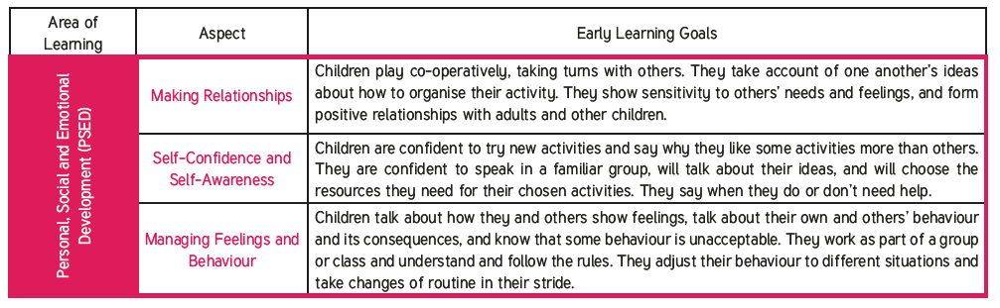 Area of
Learning
Aspect
Early Learning Goals
Personal, Social and Emotional
Development (PSED)
Making Relationships
Children play co-operatively, taking turns with others. They take account of one another's ideas
about how to organise their activity. They show sensitivity to others' needs and feelings, and form
positive relationships with adults and other children.
Self-Confidence and
Self-Awareness
Children are confident to try new activities and say why they like some activities more than others.
They are confident to speak in a familiar group, will talk about their ideas, and will choose the
resources they need for their chosen activities. They say when they do or don't need help.
Managing Feelings and
Behaviour
Children talk about how they and others show feelings, talk about their own and others' behaviour
and its consequences, and know that some behaviour is unacceptable. They work as part of a group
or class and understand and follow the rules. They adjust their behaviour to different situations and
take changes of routine in their stride.